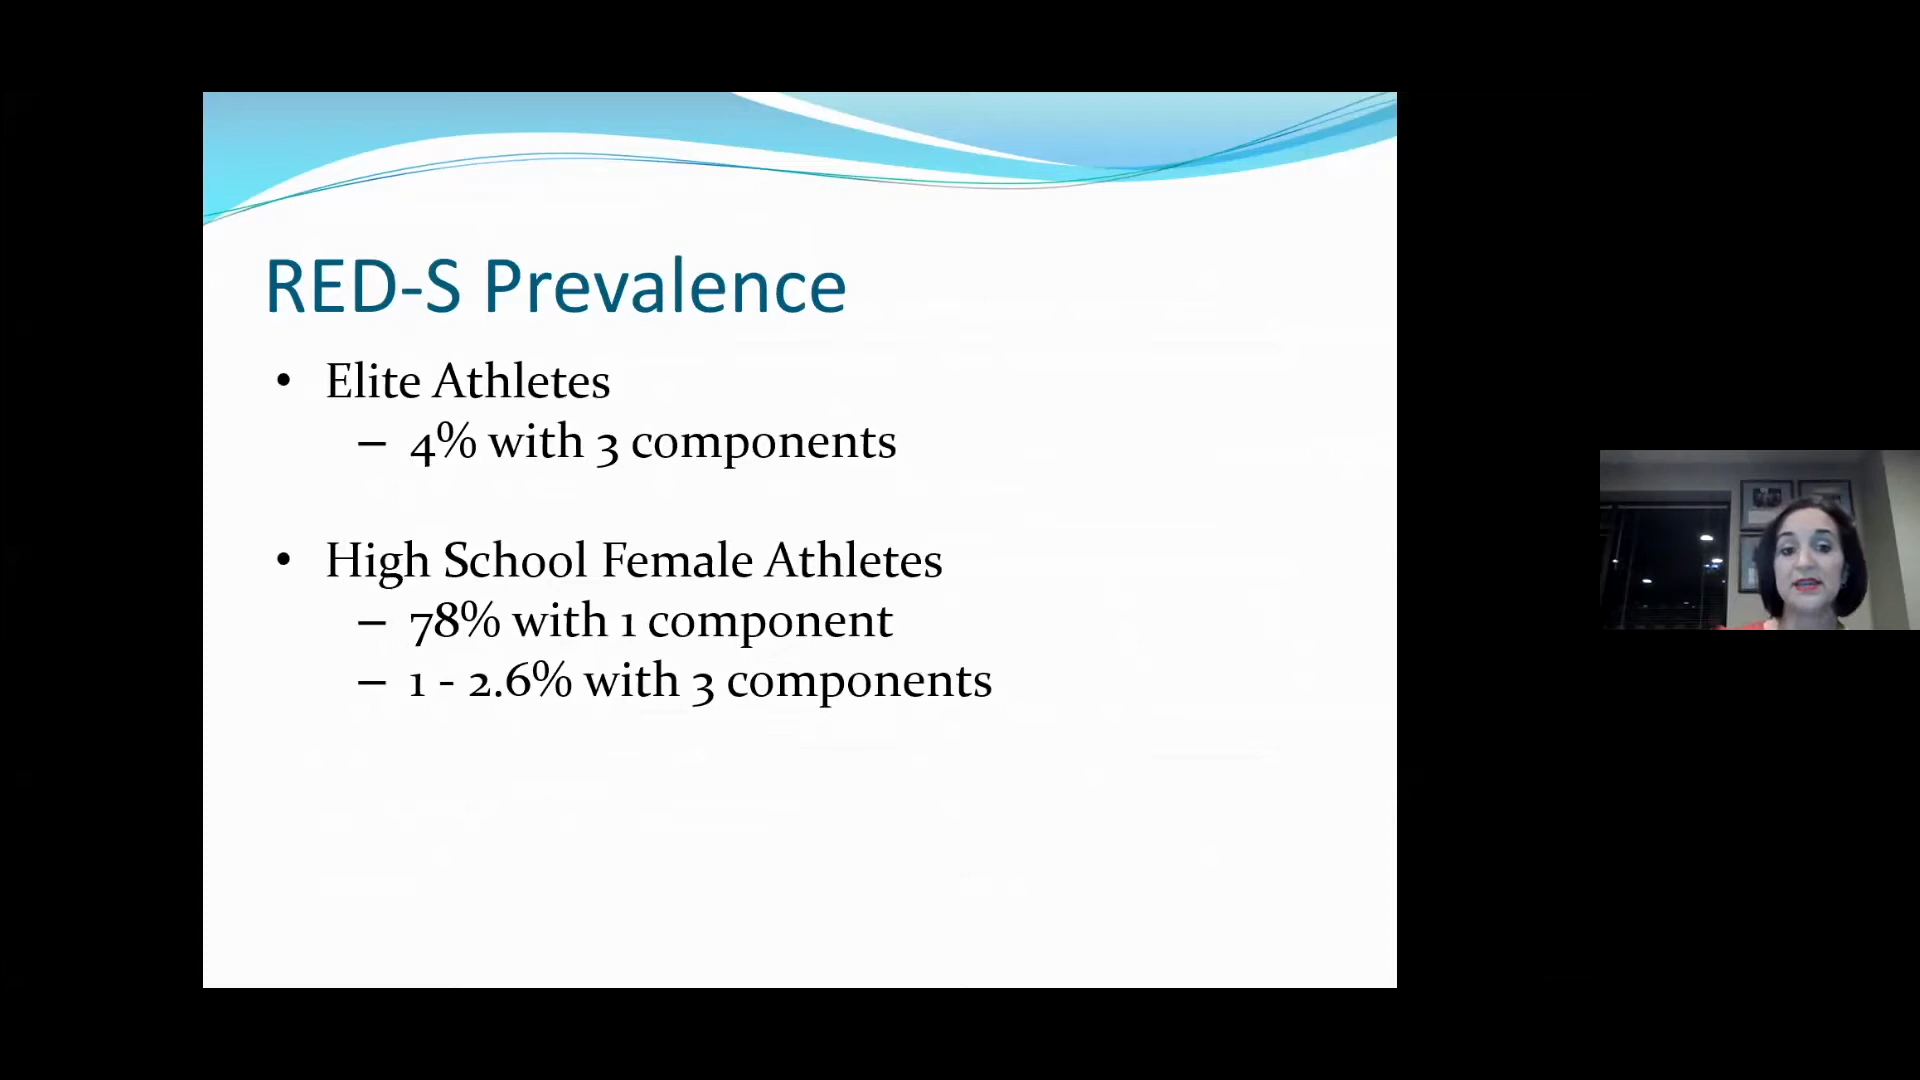 RED-S Prevalence
• Elite Athletes
– 4% with 3 components
• High School Female Athletes
– 78% with 1 component
– 1 - 2.6% with 3 components